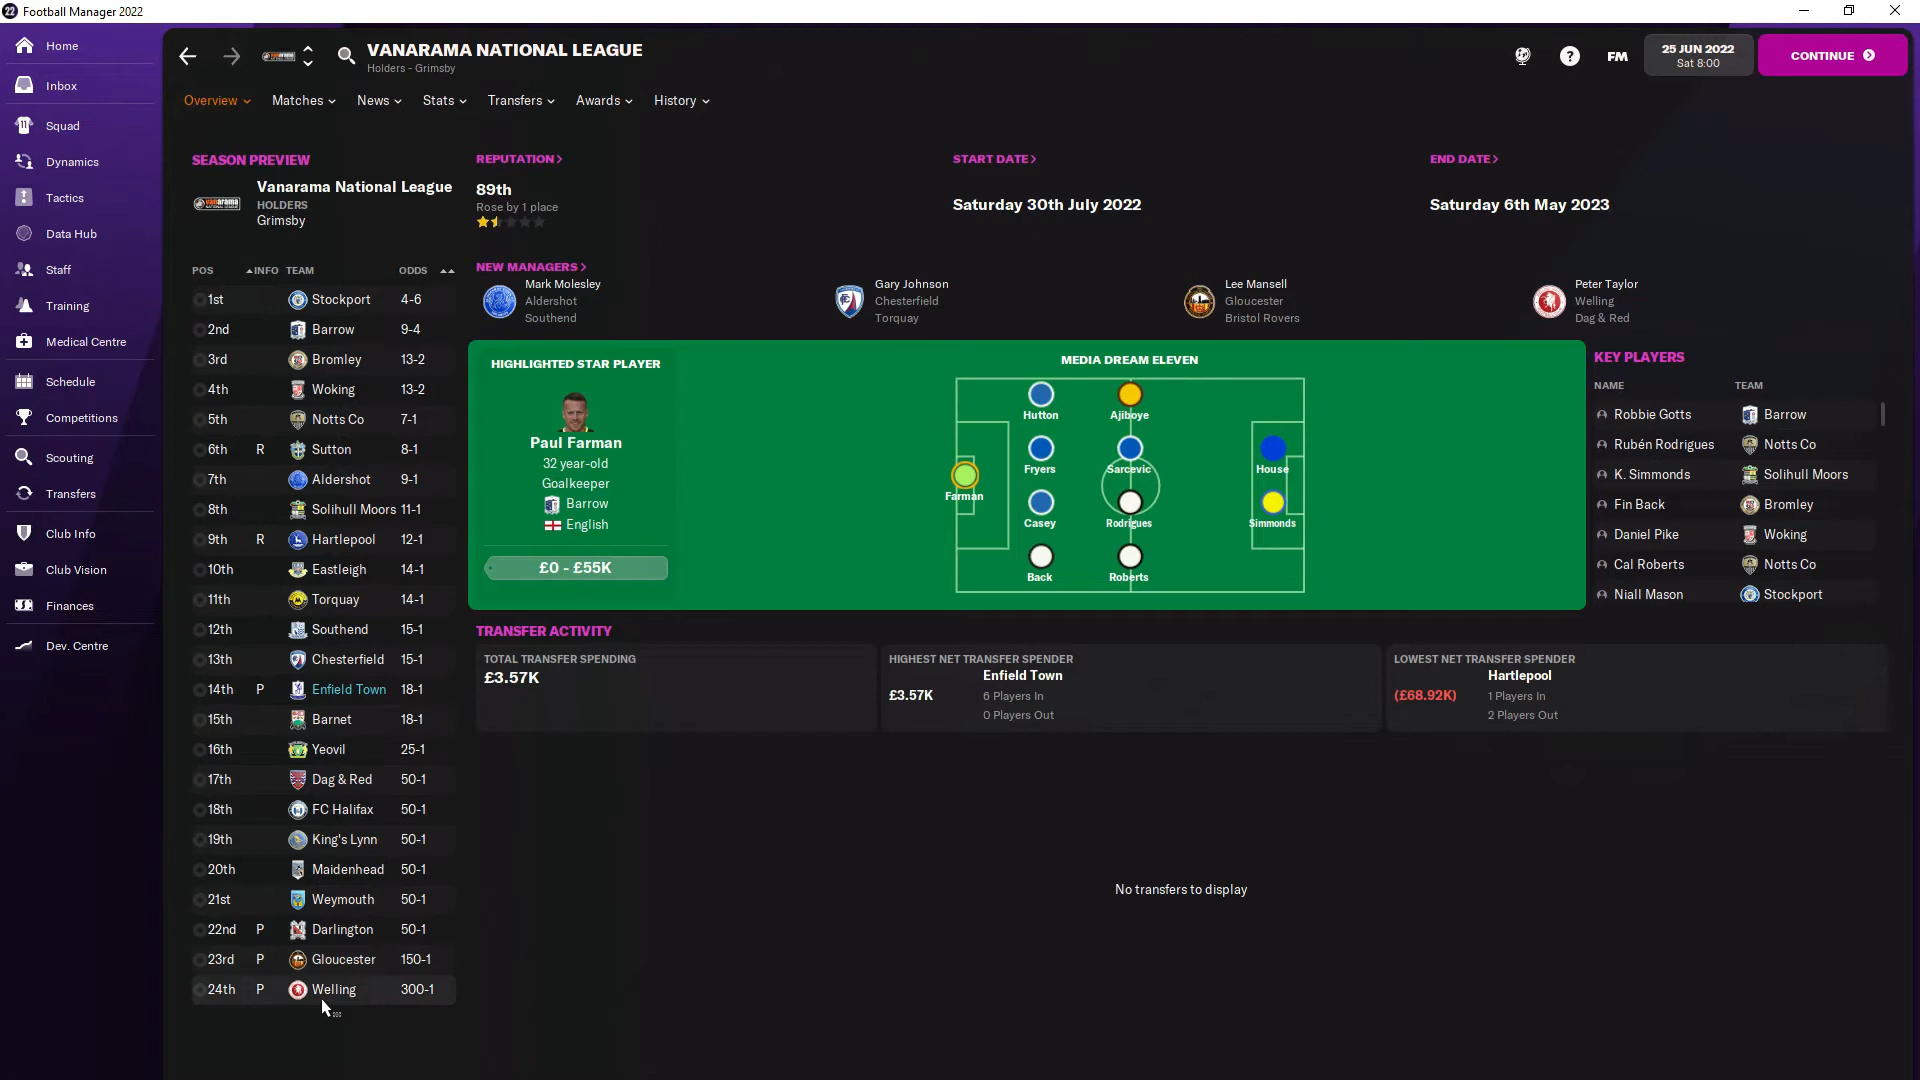 Football Manager 2022
Home
Inbox
Squad
Dynamics
Tactics
Data Hub
Staff
Training
Medical Centre
Schedule
Competitions
Scouting
Transfers
Club Info
Club Vision
Finances
Dev. Centre
VANARAMA NATIONAL LEAGUE
Holders - Grimsby
FM
25 JUN 2022
Sat 8:00
CONTINUE
Overview Matches News Stats Transfers Awards History
SEASON PREVIEW
Vanarama National League
HOLDERS
Grimsby
REPUTATION
89th
Rose by 1 place
START DATE
Saturday 30th July 2022
END DATE
Saturday 6th May 2023
POS INFO TEAM ODDS
1st Stockport 4-6
2nd Barrow 9-4
3rd Bromley 13-2
4th Woking 13-2
5th Notts Co 7-1
6th R Sutton 8-1
7th Aldershot 9-1
8th Solihull Moors 11-1
9th R Hartlepool 12-1
10th Eastleigh 14-1
11th Torquay 14-1
12th Southend 15-1
13th Chesterfield 15-1
14th P Enfield Town 18-1
15th Barnet 18-1
16th Yeovil 25-1
17th Dag & Red 50-1
18th FC Halifax 50-1
19th King's Lynn 50-1
20th Maidenhead 50-1
21st Weymouth 50-1
22nd P Darlington 50-1
23rd P Gloucester 150-1
24th P Welling 300-1
NEW MANAGERS
Mark Molesley
Aldershot
Southend
Gary Johnson
Chesterfield
Torquay
Lee Mansell
Gloucester
Bristol Rovers
Peter Taylor
Welling
Dag & Red
HIGHLIGHTED STAR PLAYER
Paul Farman
32 year-old
Goalkeeper
Barrow
English
£0 - £55K
MEDIA DREAM ELEVEN
Hutton
Ajiboye
Fryers
Sarcevic
House
Farman
Casey
Rodrigues
Simmonds
Back
Roberts
KEY PLAYERS
NAME TEAM
Robbie Gotts Barrow
Rubén Rodrigues Notts Co
K. Simmonds Solihull Moors
Fin Back Bromley
Daniel Pike Woking
Cal Roberts Notts Co
Niall Mason Stockport
TRANSFER ACTIVITY
TOTAL TRANSFER SPENDING
£3.57K
HIGHEST NET TRANSFER SPENDER
Enfield Town
£3.57K
6 Players In
0 Players Out
LOWEST NET TRANSFER SPENDER
Hartlepool
(£68.92K)
1 Players In
2 Players Out
No transfers to display